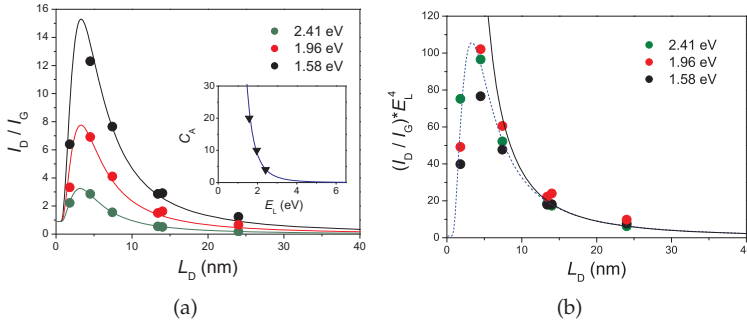 16
14
12
10
8
6
4
2
0
I_D / I_G
2.41 eV
1.96 eV
1.58 eV
30
20
10
0
C_A
0 2 4 6
E_L (eV)
0 10 20 30 40
L_D (nm)
(a)
120
100
80
60
40
20
0
(I_D / I_G)*E_L^4
2.41 eV
1.96 eV
1.58 eV
0 10 20 30 40
L_D (nm)
(b)